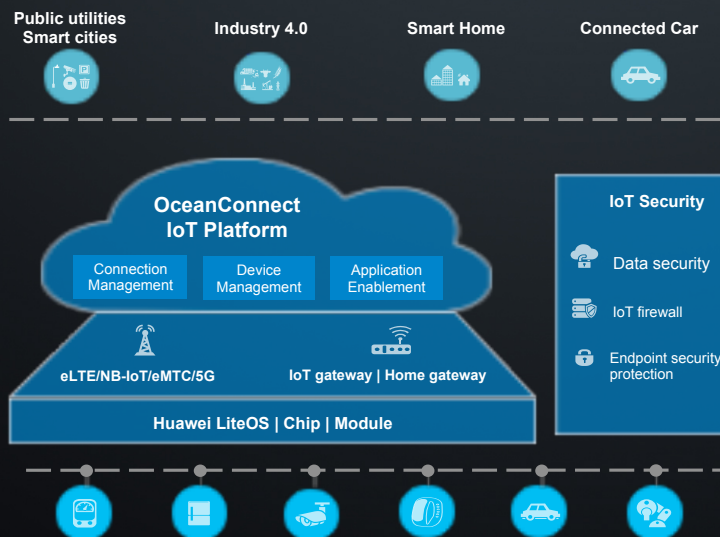 Public utilities
Smart cities
Industry 4.0
Smart Home
Connected Car
OceanConnect
IoT Platform
Connection
Management
Device
Management
Application
Enablement
eLTE/NB-IoT/eMTC/5G
IoT gateway | Home gateway
Huawei LiteOS | Chip | Module
IoT Security
Data security
IoT firewall
Endpoint security
protection